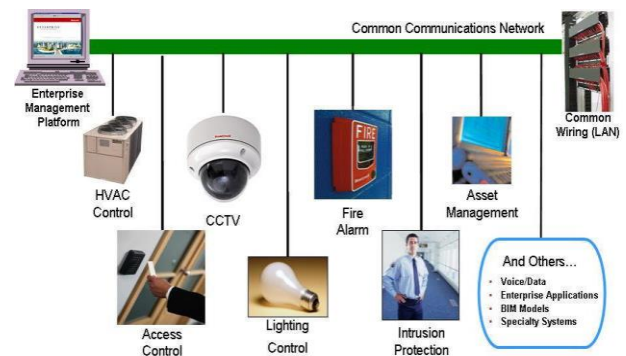 Common Communications Network
Enterprise
Management
Platform
Common
Wiring (LAN)
HVAC
Control
CCTV
FIRE
Fire
Alarm
Asset
Management
Access
Control
Lighting
Control
Intrusion
Protection
And Others…
• Voice/Data
• Enterprise Applications
• BIM Models
• Specialty Systems